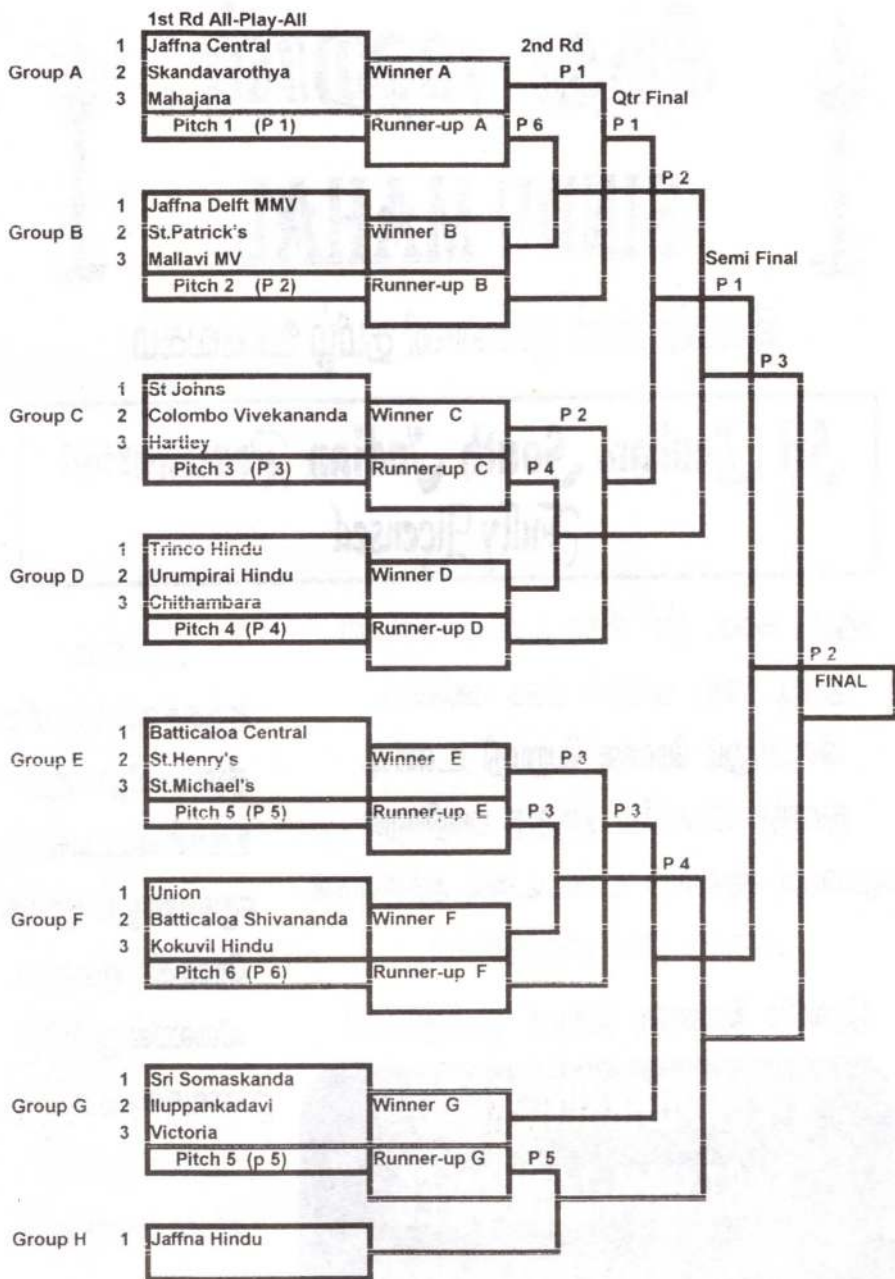 1st Rd All-Play-All
Group A
1 Jaffna Central
2 Skandavarothya
3 Mahajana
Pitch 1 (P 1)
Winner A
Runner-up A
2nd Rd
P 1
P 6
Qtr Final
P 1
P 2
Group B
1 Jaffna Delft MMV
2 St.Patrick's
3 Mallavi MV
Pitch 2 (P 2)
Winner B
Runner-up B
Semi Final
P 1
P 3
Group C
1 St Johns
2 Colombo Vivekananda
3 Hartley
Pitch 3 (P 3)
Winner C
Runner-up C
P 2
P 4
Group D
1 Trinco Hindu
2 Urumpirai Hindu
3 Chithambara
Pitch 4 (P 4)
Winner D
Runner-up D
P 2
FINAL
Group E
1 Batticaloa Central
2 St.Henry's
3 St.Michael's
Pitch 5 (P 5)
Winner E
Runner-up E
P 3
P 3
P 3
P 4
Group F
1 Union
2 Batticaloa Shivananda
3 Kokuvil Hindu
Pitch 6 (P 6)
Winner F
Runner-up F
Group G
1 Sri Somaskanda
2 Iluppankadavi
3 Victoria
Pitch 5 (p 5)
Winner G
Runner-up G
P 5
Group H
1 Jaffna Hindu